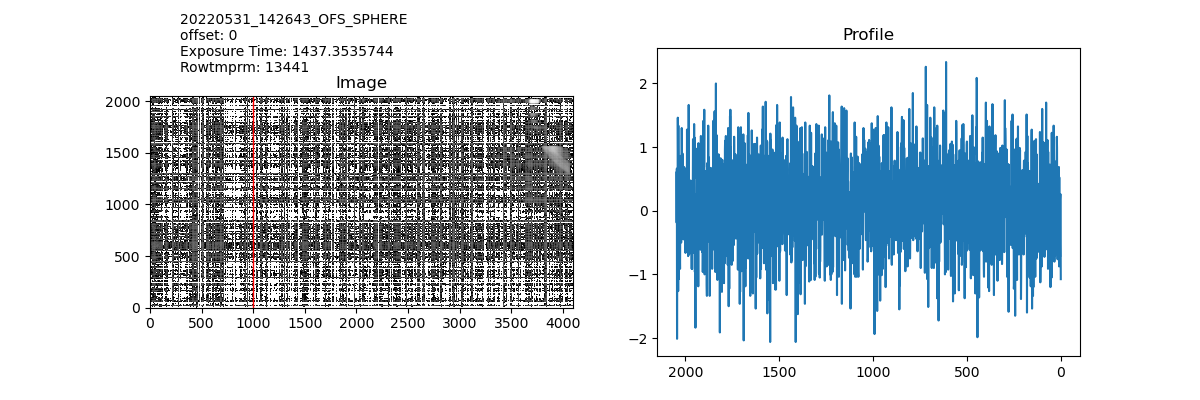 20220531_142643_OFS_SPHERE
offset: 0
Exposure Time: 1437.3535744
Rowtmprm: 13441
Image
2000
1500
1000
500
0
0 500 1000 1500 2000 2500 3000 3500 4000
Profile
2
1
0
−1
−2
2000 1500 1000 500 0